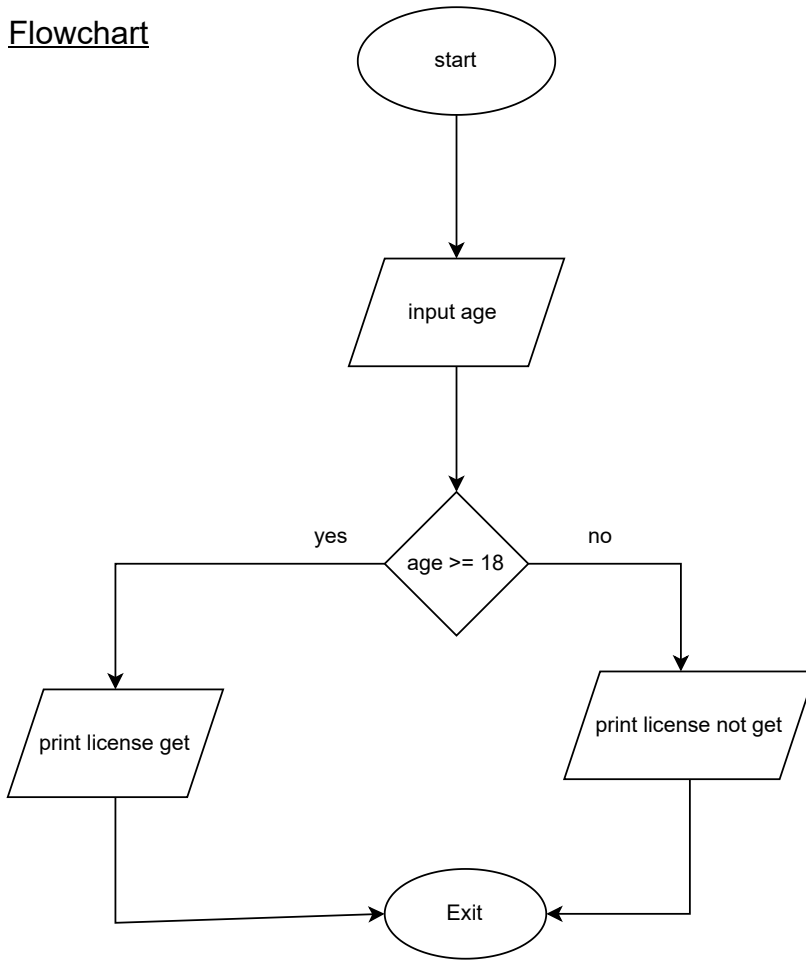 Flowchart
start
input age
yes
no
age >= 18
print license get
print license not get
Exit